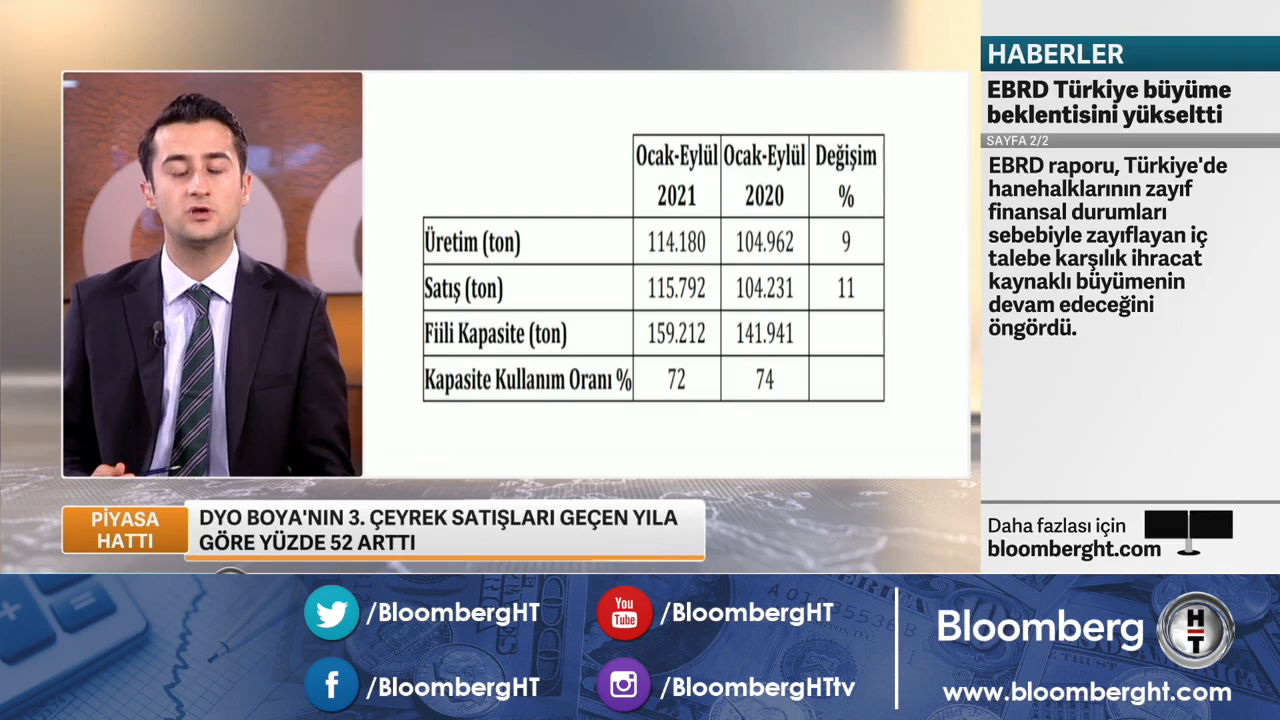 Ocak-Eylül Ocak-Eylül Değişim
2021 2020 %
Üretim (ton) 114.180 104.962 9
Satış (ton) 115.792 104.231 11
Fiili Kapasite (ton) 159.212 141.941
Kapasite Kullanım Oranı % 72 74
PİYASA
HATTI
DYO BOYA'NIN 3. ÇEYREK SATIŞLARI GEÇEN YILA
GÖRE YÜZDE 52 ARTTI
HABERLER
EBRD Türkiye büyüme
beklentisini yükseltti
SAYFA 2/2
EBRD raporu, Türkiye'de
hanehalklarının zayıf
finansal durumları
sebebiyle zayıflayan iç
talebe karşılık ihracat
kaynaklı büyümenin
devam edeceğini
öngördü.
Daha fazlası için
bloomberght.com
/BloombergHT
You
Tube
/BloombergHT
/BloombergHT
/BloombergHTtv
Bloomberg
HT
www.bloomberght.com